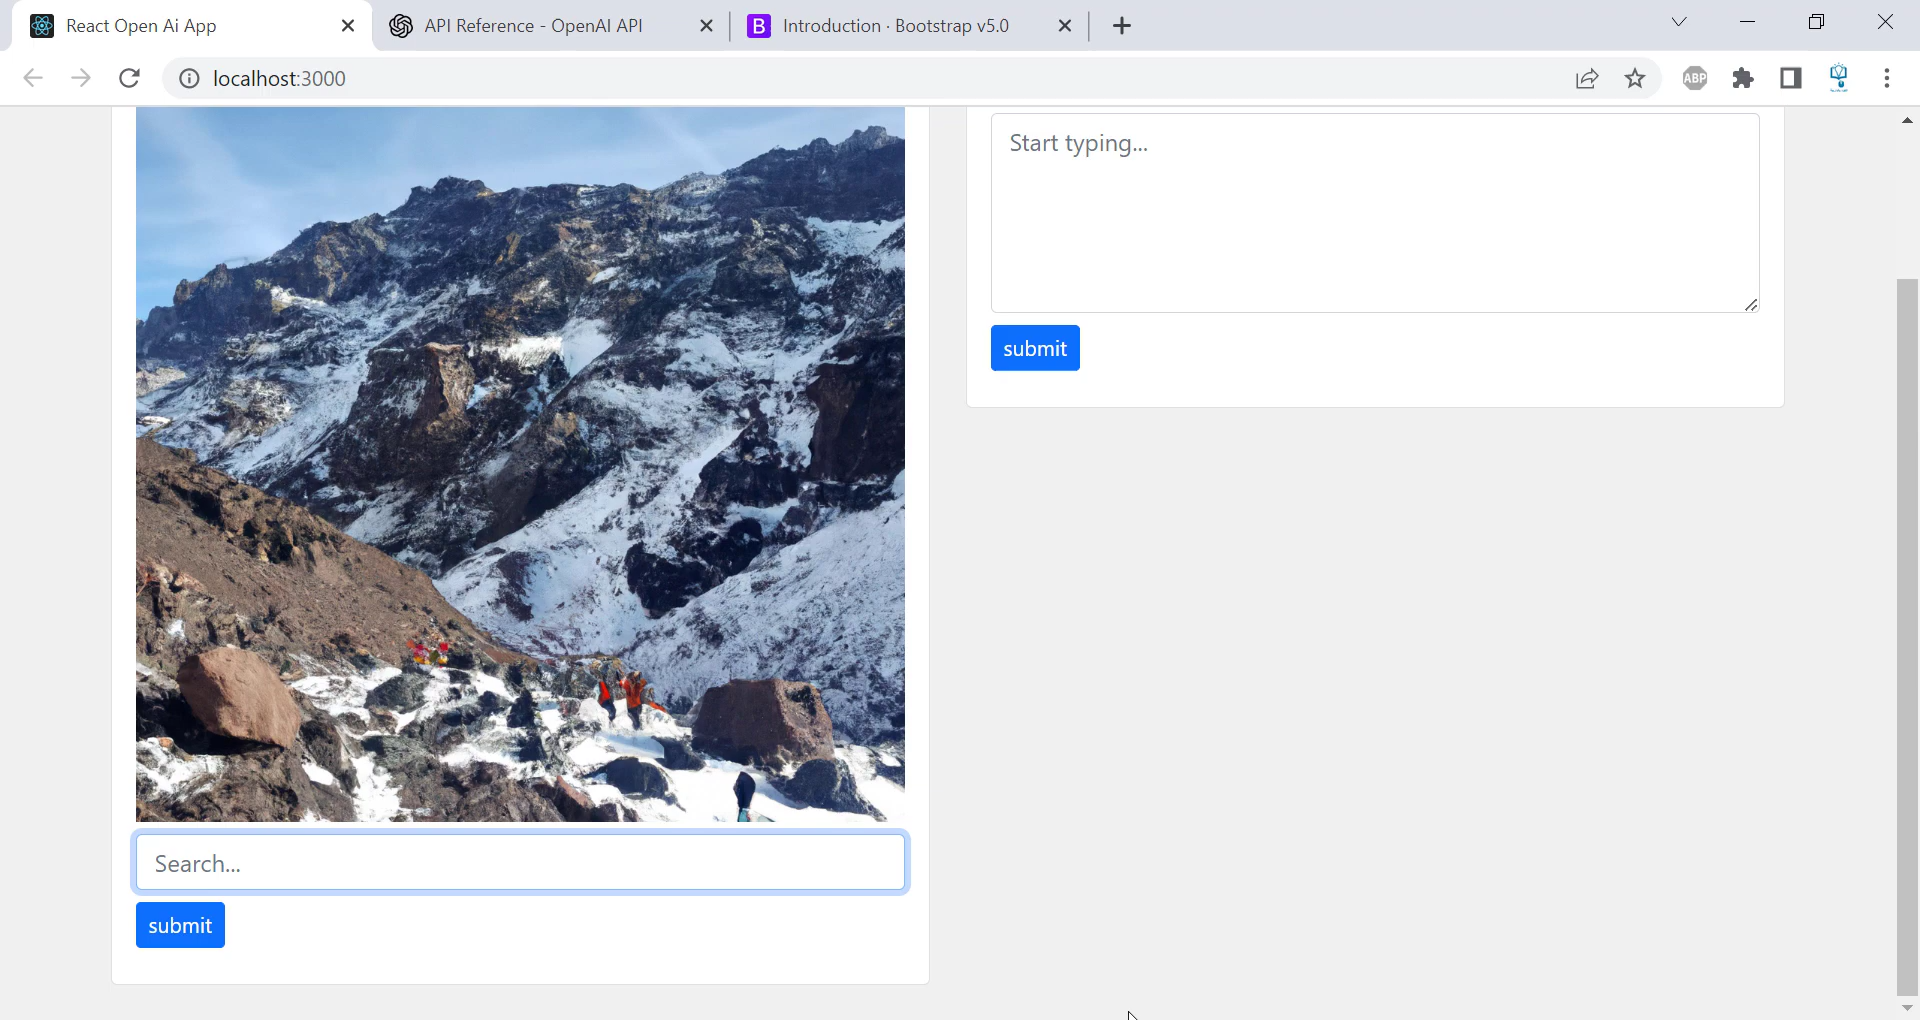 React Open Ai App
API Reference - OpenAI API
B
Introduction · Bootstrap v5.0
localhost:3000
ABP
Start typing...
submit
Search...
submit